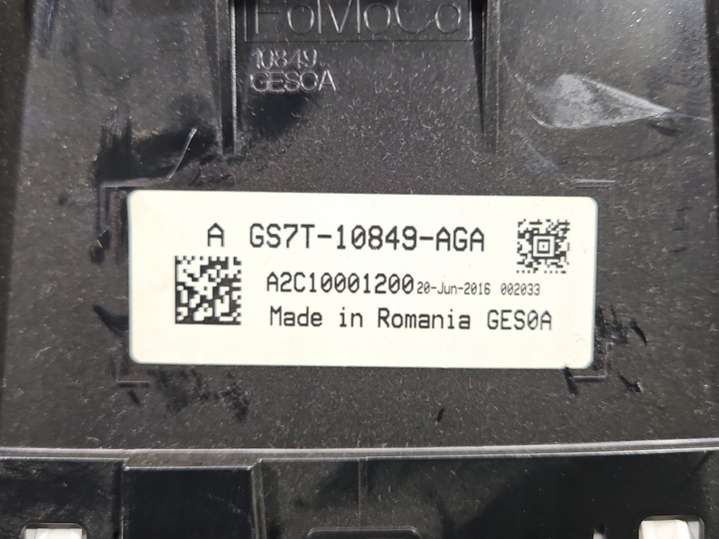 FoMoCo
10849
GES0A
A GS7T-10849-AGA
A2C10001200 20-Jun-2016 002033
Made in Romania GES0A